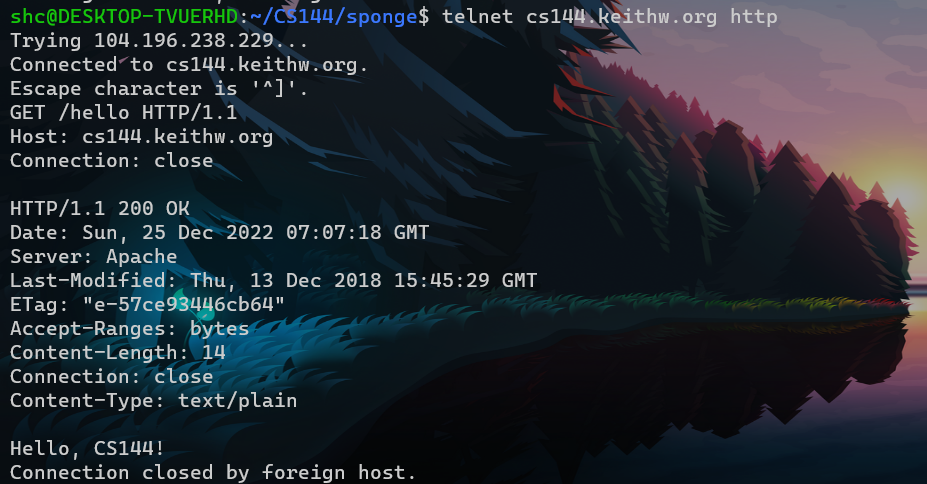 shc@DESKTOP-TVUERHD:~/CS144/sponge$ telnet cs144.keithw.org http
Trying 104.196.238.229...
Connected to cs144.keithw.org.
Escape character is '^]'.
GET /hello HTTP/1.1
Host: cs144.keithw.org
Connection: close

HTTP/1.1 200 OK
Date: Sun, 25 Dec 2022 07:07:18 GMT
Server: Apache
Last-Modified: Thu, 13 Dec 2018 15:45:29 GMT
ETag: "e-57ce93446cb64"
Accept-Ranges: bytes
Content-Length: 14
Connection: close
Content-Type: text/plain

Hello, CS144!
Connection closed by foreign host.